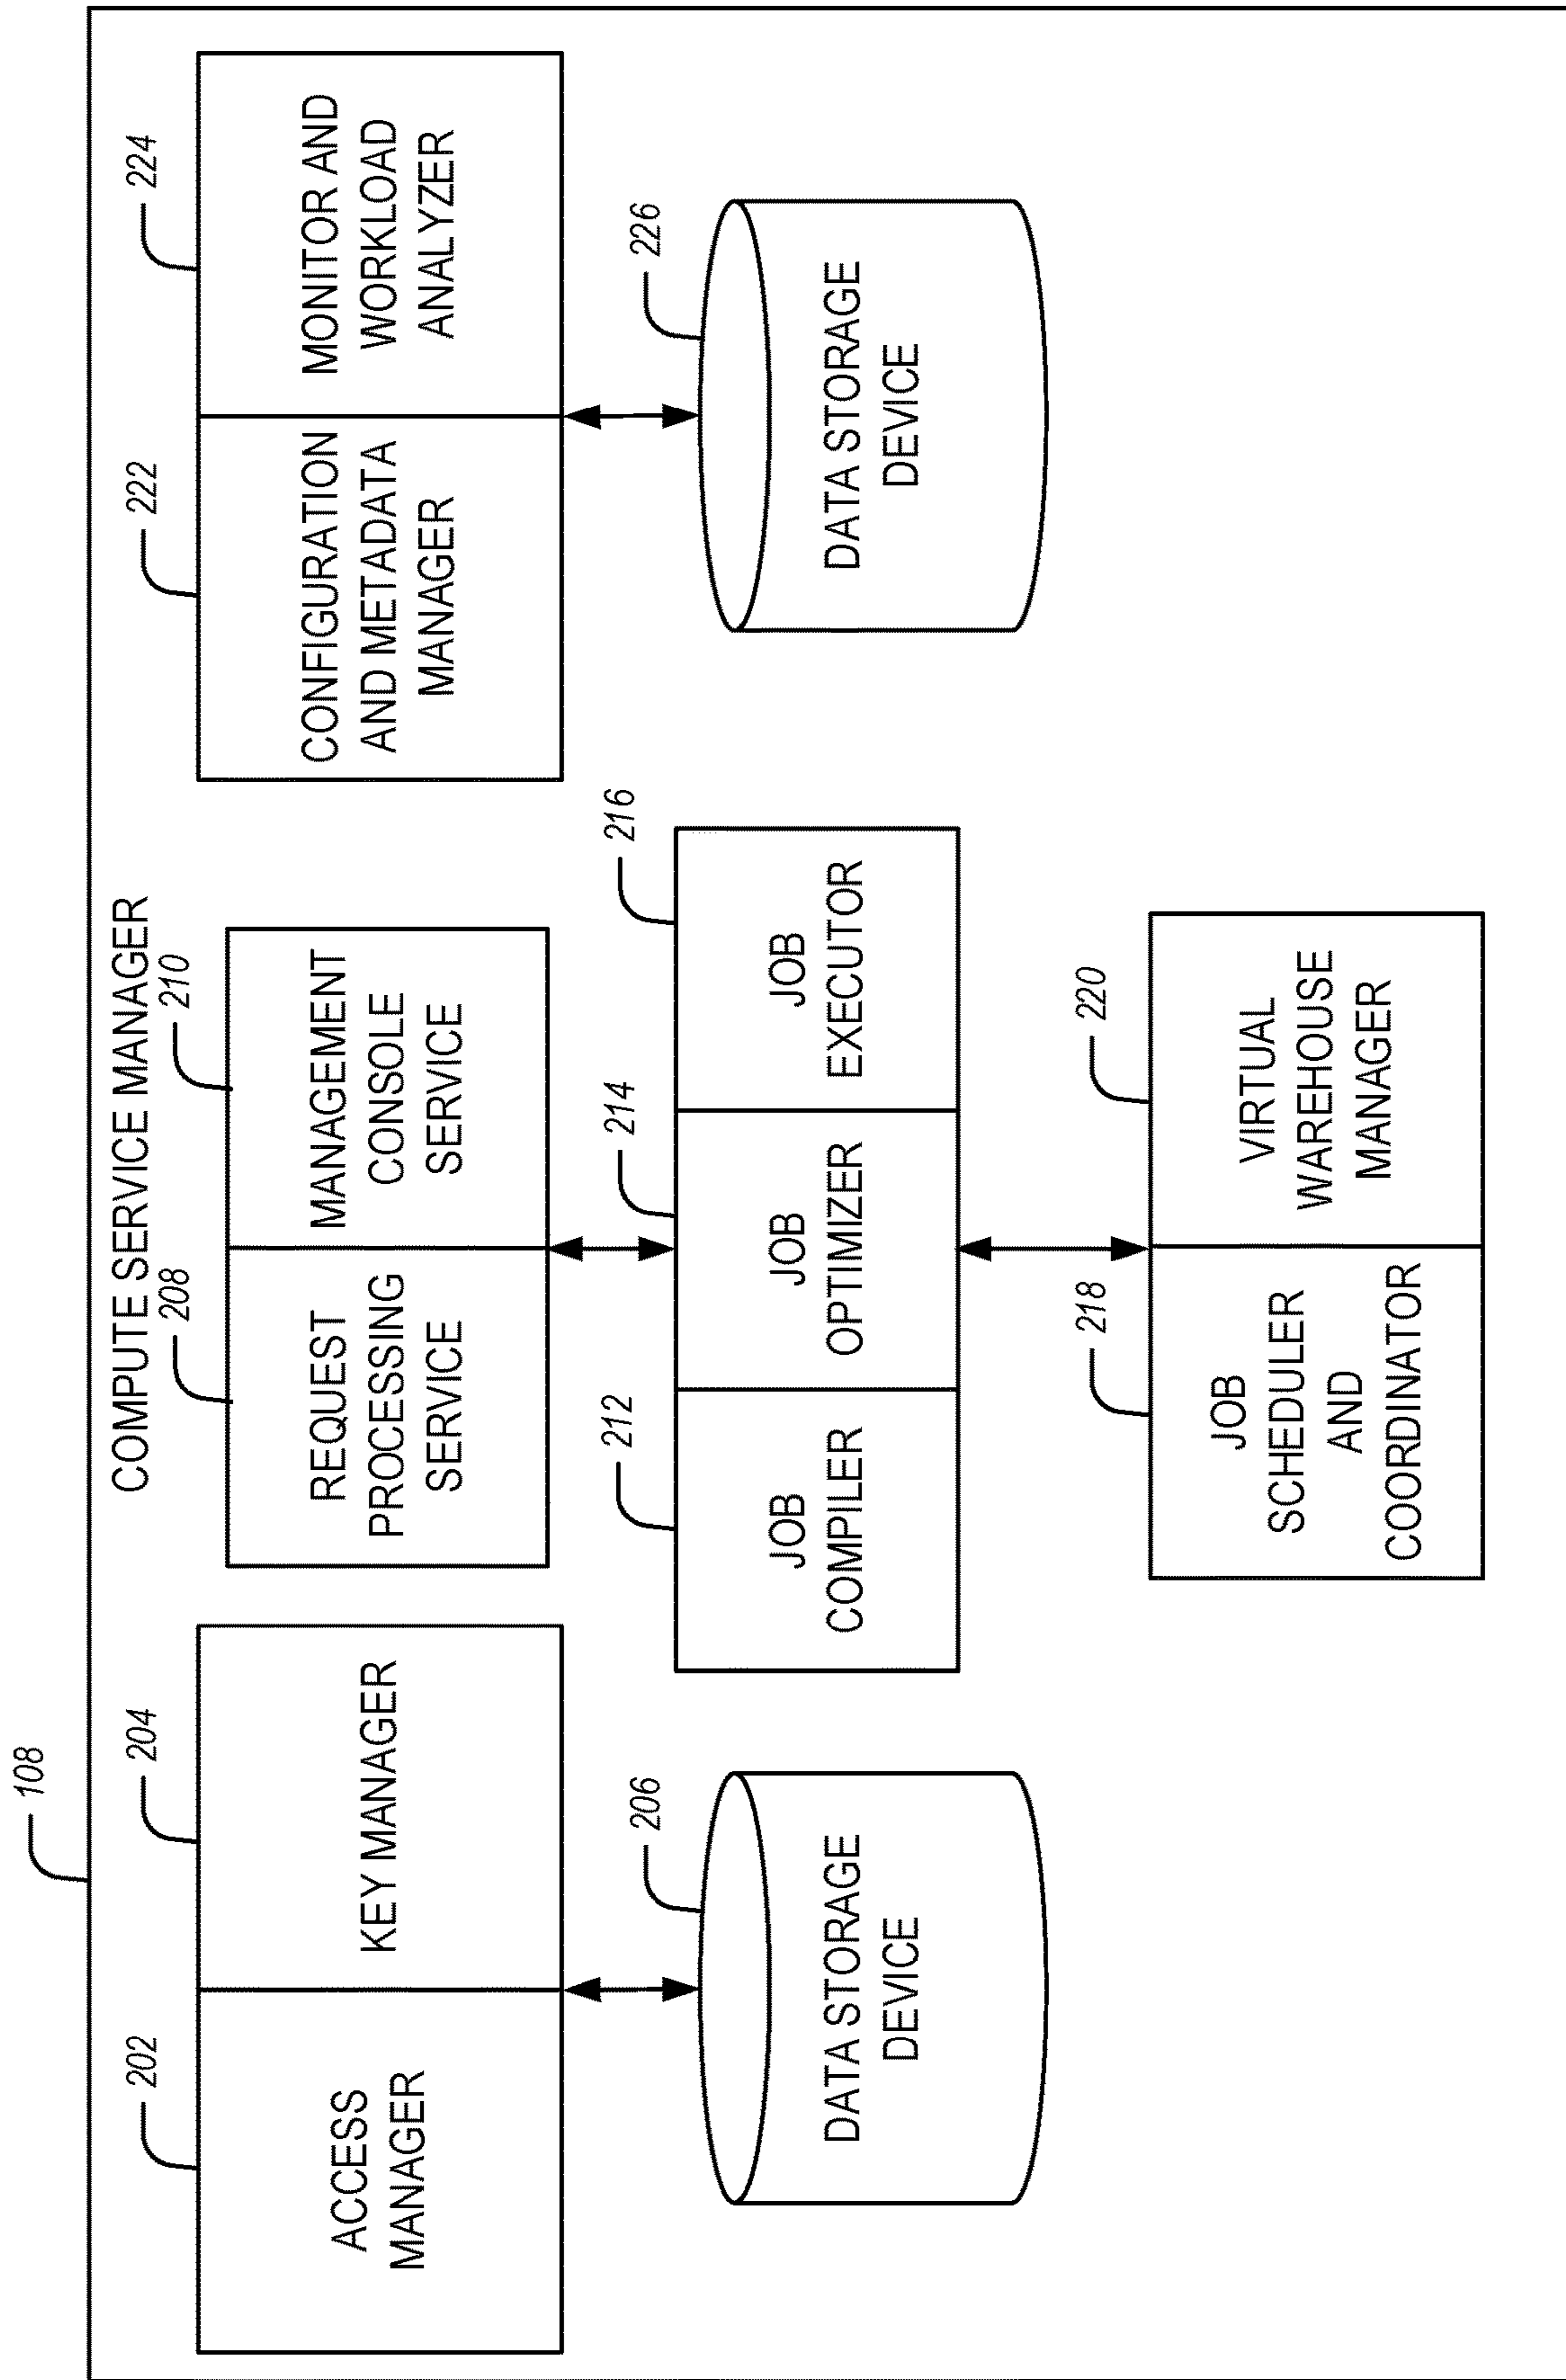 108
COMPUTE SERVICE MANAGER
202
204
ACCESS
MANAGER
KEY MANAGER
206
DATA STORAGE
DEVICE
208
210
REQUEST
PROCESSING
SERVICE
MANAGEMENT
CONSOLE
SERVICE
212
214
216
JOB
COMPILER
JOB
OPTIMIZER
JOB
EXECUTOR
218
220
JOB
SCHEDULER
AND
COORDINATOR
VIRTUAL
WAREHOUSE
MANAGER
222
224
CONFIGURATION
AND METADATA
MANAGER
MONITOR AND
WORKLOAD
ANALYZER
226
DATA STORAGE
DEVICE